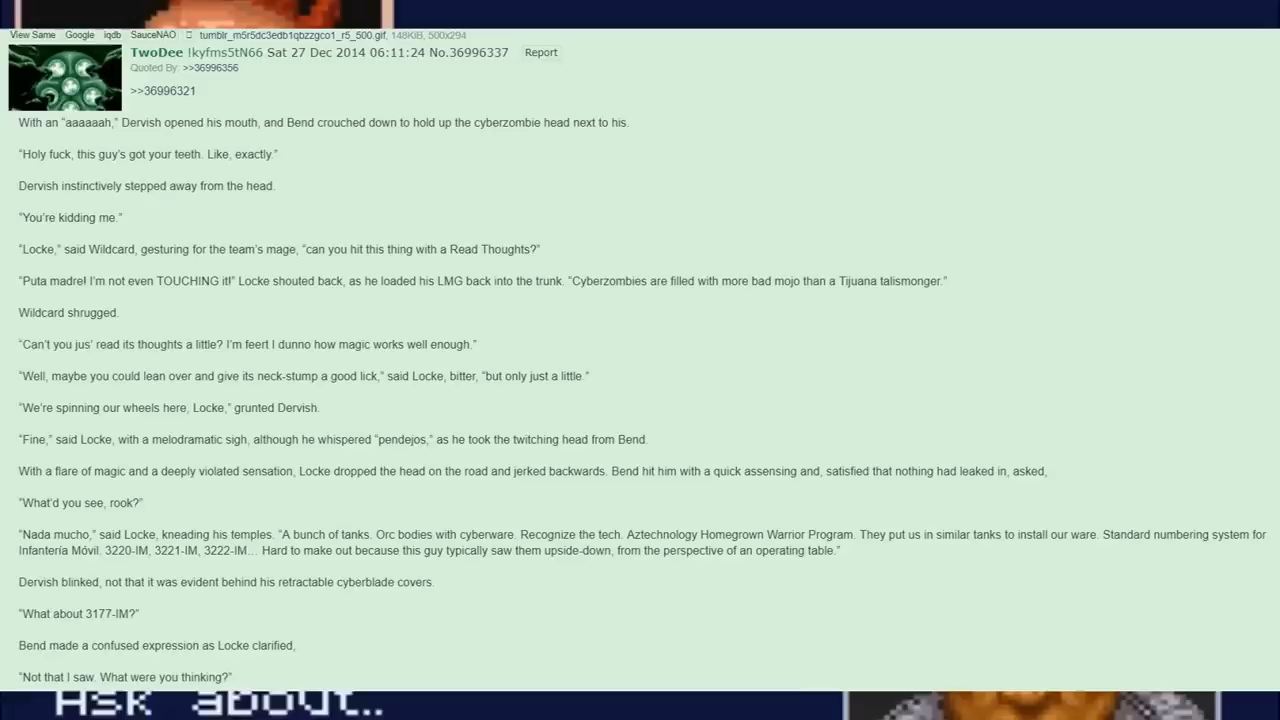 View Same Google iqdb SauceNAO tumblr_m5r5dc3edb1qbzzgco1_r5_500.gif, 148KiB, 500x294
TwoDee !kyfms5tN66 Sat 27 Dec 2014 06:11:24 No.36996337 Report
Quoted By: >>36996356
>>36996321
With an “aaaaaah,” Dervish opened his mouth, and Bend crouched down to hold up the cyberzombie head next to his.
“Holy fuck, this guy’s got your teeth. Like, exactly.”
Dervish instinctively stepped away from the head.
“You’re kidding me.”
“Locke,” said Wildcard, gesturing for the team’s mage, “can you hit this thing with a Read Thoughts?”
“Puta madre! I’m not even TOUCHING it!” Locke shouted back, as he loaded his LMG back into the trunk. “Cyberzombies are filled with more bad mojo than a Tijuana talismonger.”
Wildcard shrugged.
“Can’t you jus’ read its thoughts a little? I’m feert I dunno how magic works well enough.”
“Well, maybe you could lean over and give its neck-stump a good lick,” said Locke, bitter, “but only just a little.”
“We’re spinning our wheels here, Locke,” grunted Dervish.
“Fine,” said Locke, with a melodramatic sigh, although he whispered “pendejos,” as he took the twitching head from Bend.
With a flare of magic and a deeply violated sensation, Locke dropped the head on the road and jerked backwards. Bend hit him with a quick assensing and, satisfied that nothing had leaked in, asked,
“What’d you see, rook?”
“Nada mucho,” said Locke, kneading his temples. “A bunch of tanks. Orc bodies with cyberware. Recognize the tech. Aztechnology Homegrown Warrior Program. They put us in similar tanks to install our ware. Standard numbering system for
Infantería Móvil. 3220-IM, 3221-IM, 3222-IM… Hard to make out because this guy typically saw them upside-down, from the perspective of an operating table.”
Dervish blinked, not that it was evident behind his retractable cyberblade covers.
“What about 3177-IM?”
Bend made a confused expression as Locke clarified,
“Not that I saw. What were you thinking?”
Ask about..